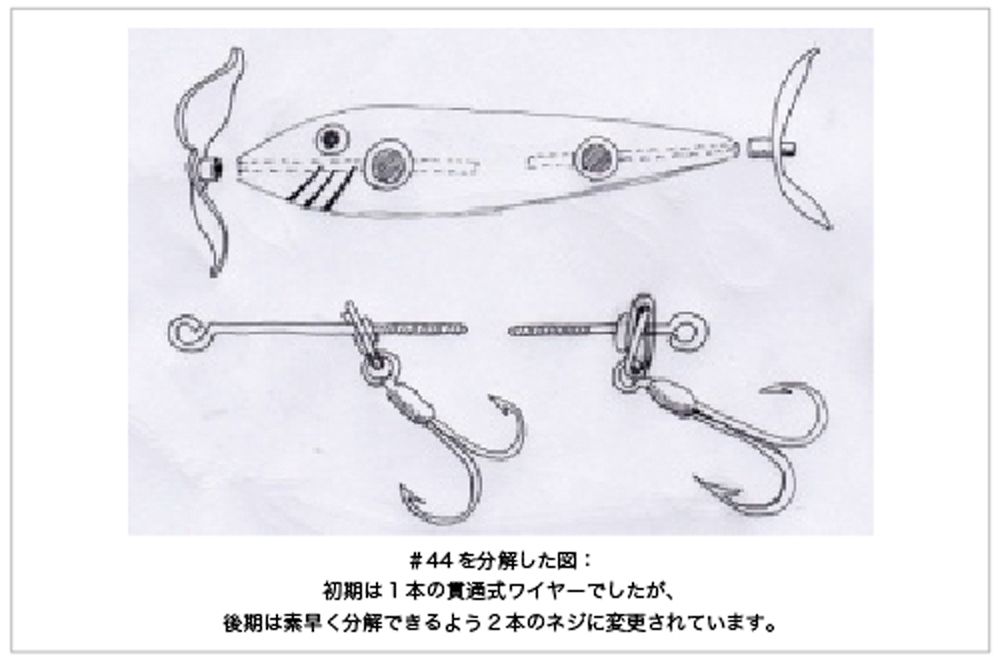 #44を分解した図：
初期は１本の貫通式ワイヤーでしたが、
後期は素早く分解できるよう２本のネジに変更されています。